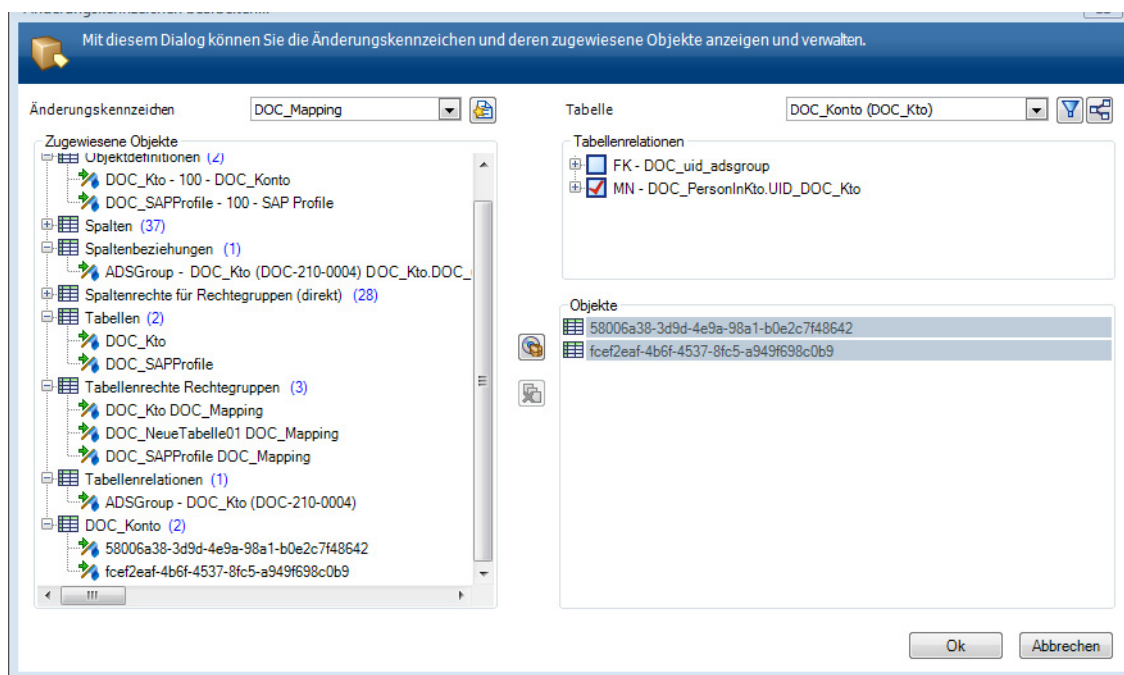 Mit diesem Dialog können Sie die Änderungskennzeichen und deren zugewiesene Objekte anzeigen und verwalten.
Änderungskennzeichen
DOC_Mapping
Tabelle
DOC_Konto (DOC_Kto)
Zugewiesene Objekte
Objektdefinitionen (2)
DOC_Kto - 100 - DOC_Konto
DOC_SAPProfile - 100 - SAP Profile
Spalten (37)
Spaltenbeziehungen (1)
ADSGroup - DOC_Kto (DOC-210-0004) DOC_Kto.DOC_
Spaltenrechte für Rechtegruppen (direkt) (28)
Tabellen (2)
DOC_Kto
DOC_SAPProfile
Tabellenrechte Rechtegruppen (3)
DOC_Kto DOC_Mapping
DOC_NeueTabelle01 DOC_Mapping
DOC_SAPProfile DOC_Mapping
Tabellenrelationen (1)
ADSGroup - DOC_Kto (DOC-210-0004)
DOC_Konto (2)
58006a38-3d9d-4e9a-98a1-b0e2c7f48642
fcef2eaf-4b6f-4537-8fc5-a949f698c0b9
Tabellenrelationen
FK - DOC_uid_adsgroup
MN - DOC_PersonInKto.UID_DOC_Kto
Objekte
58006a38-3d9d-4e9a-98a1-b0e2c7f48642
fcef2eaf-4b6f-4537-8fc5-a949f698c0b9
Ok
Abbrechen